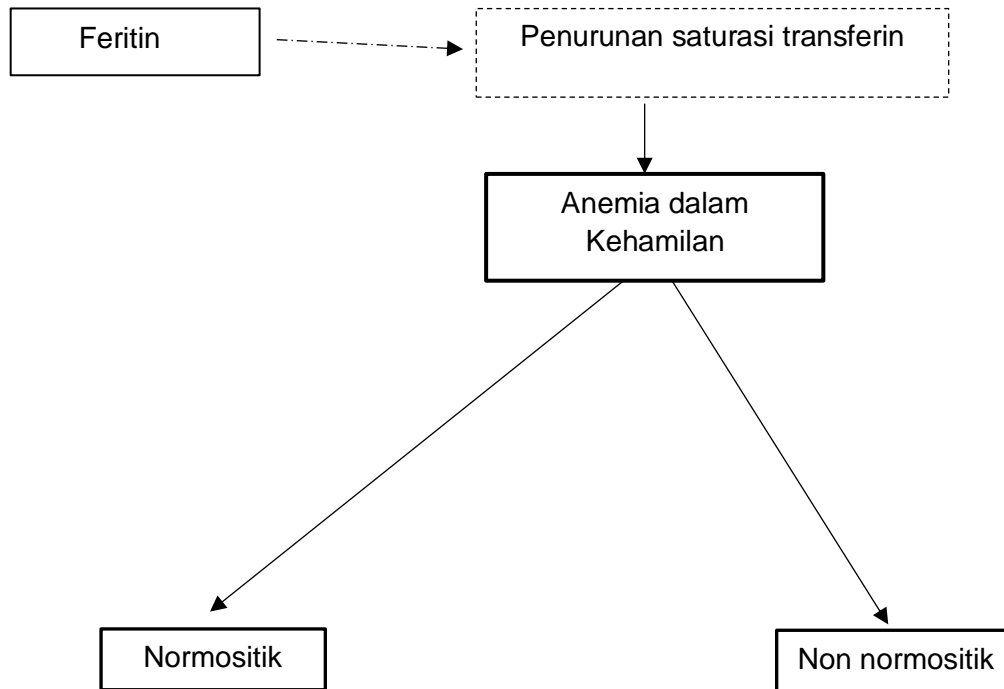 Feritin
Penurunan saturasi transferin
Anemia dalam
Kehamilan
Normositik
Non normositik